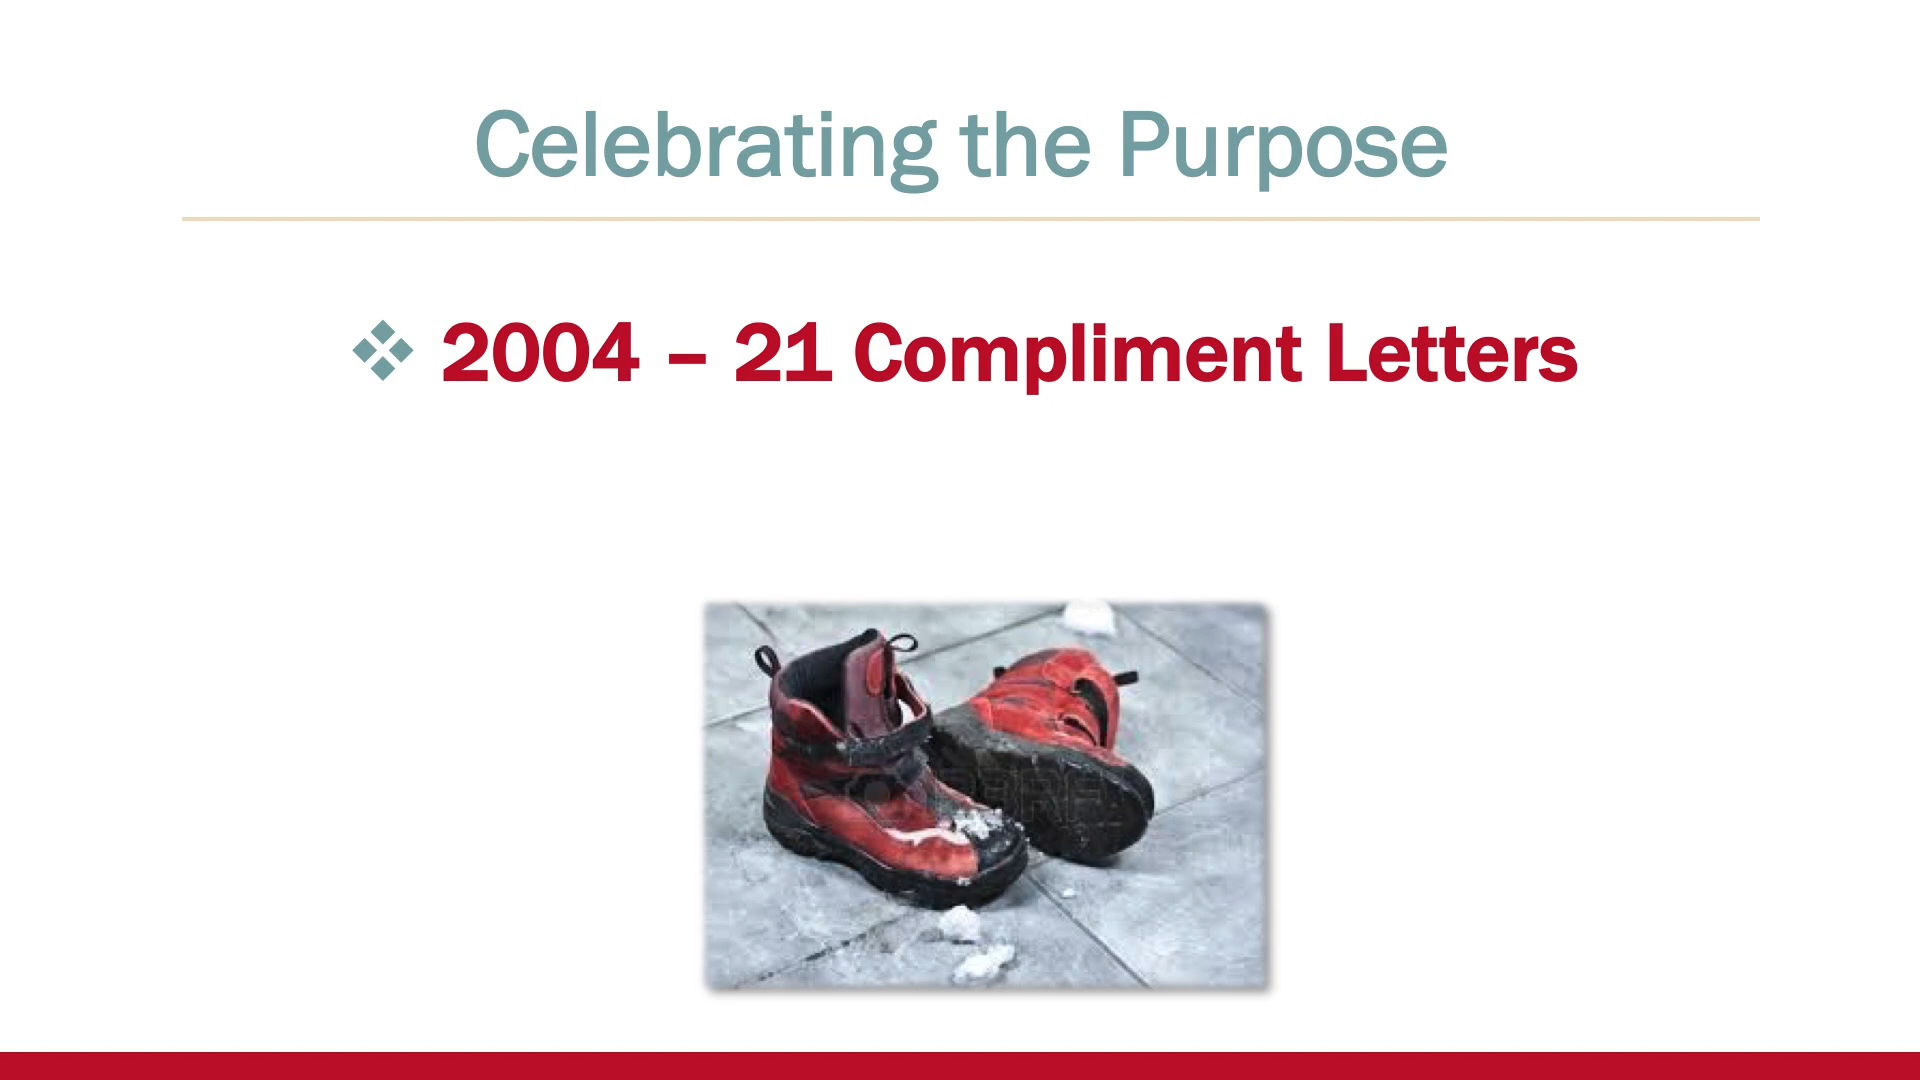 Celebrating the Purpose
❖ 2004 – 21 Compliment Letters